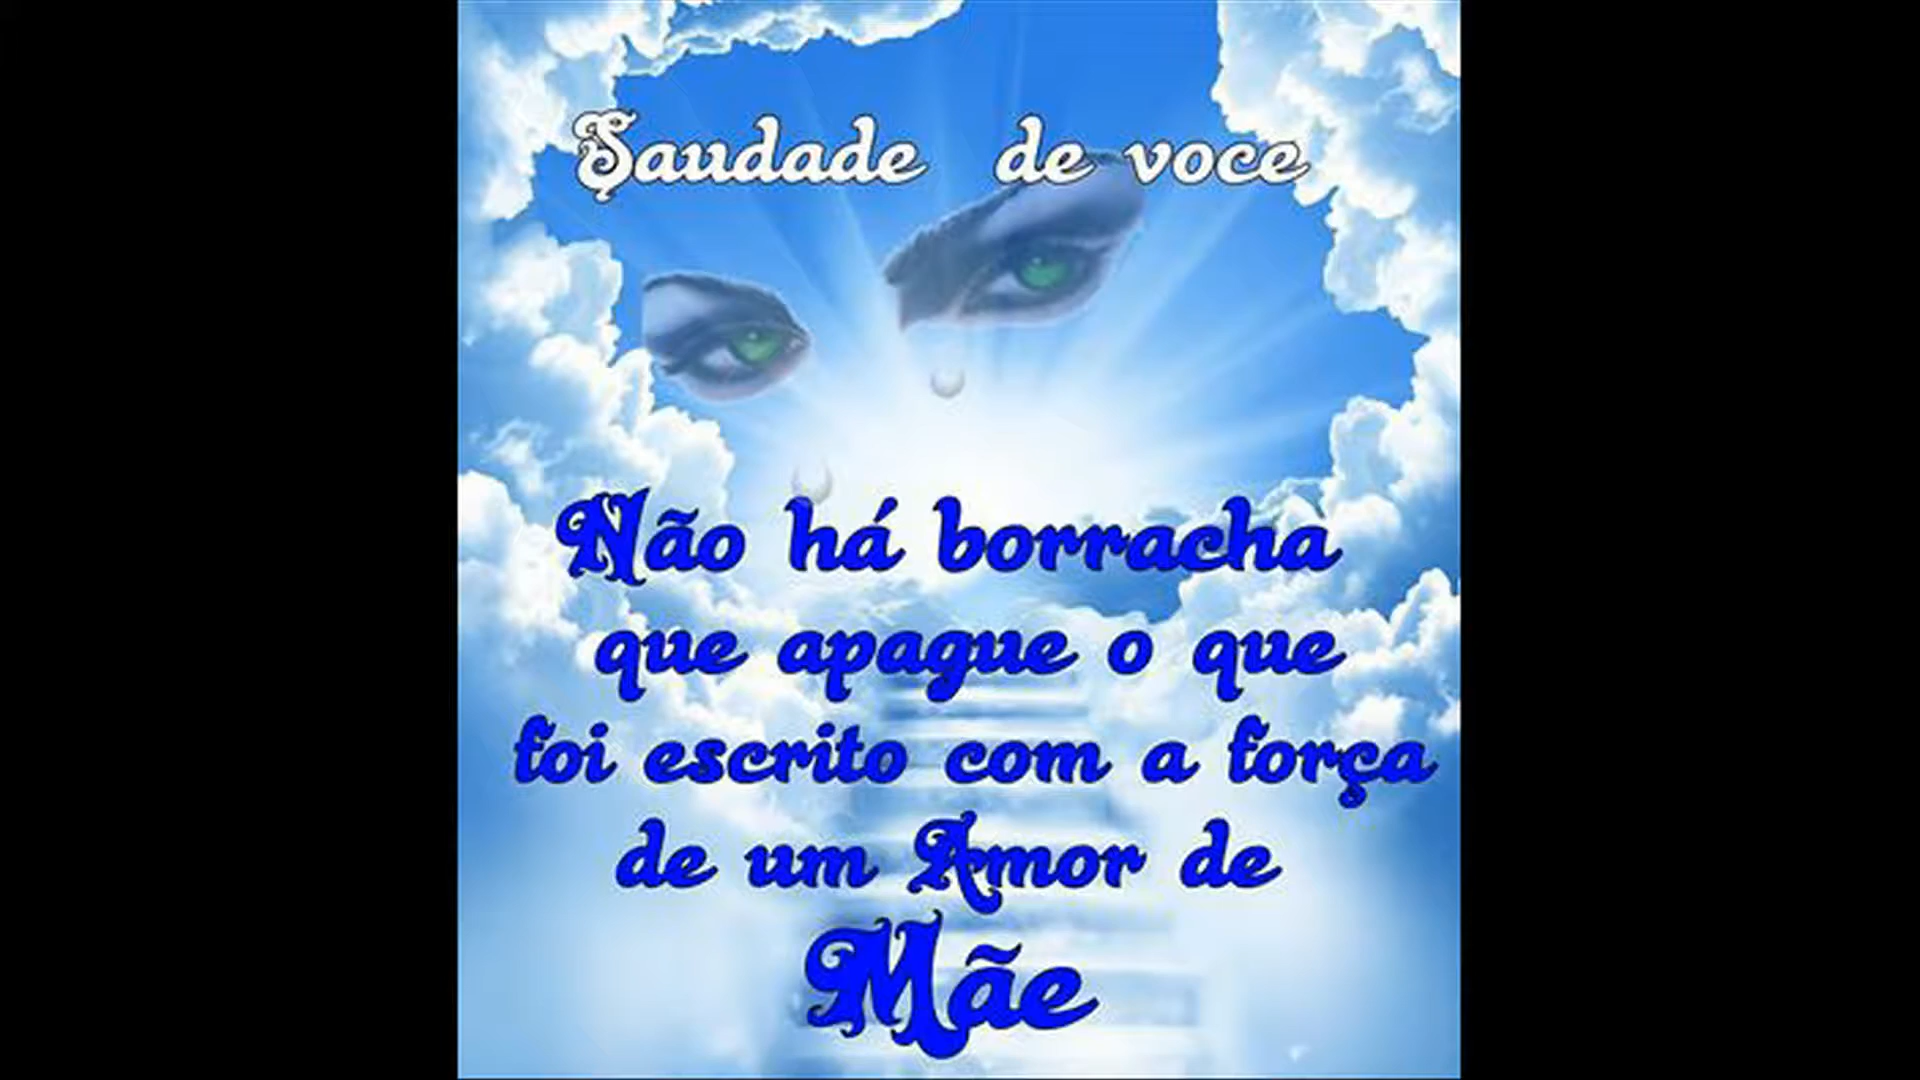 Saudade de voce
Não há borracha
que apague o que
foi escrito com a força
de um Amor de
Mãe